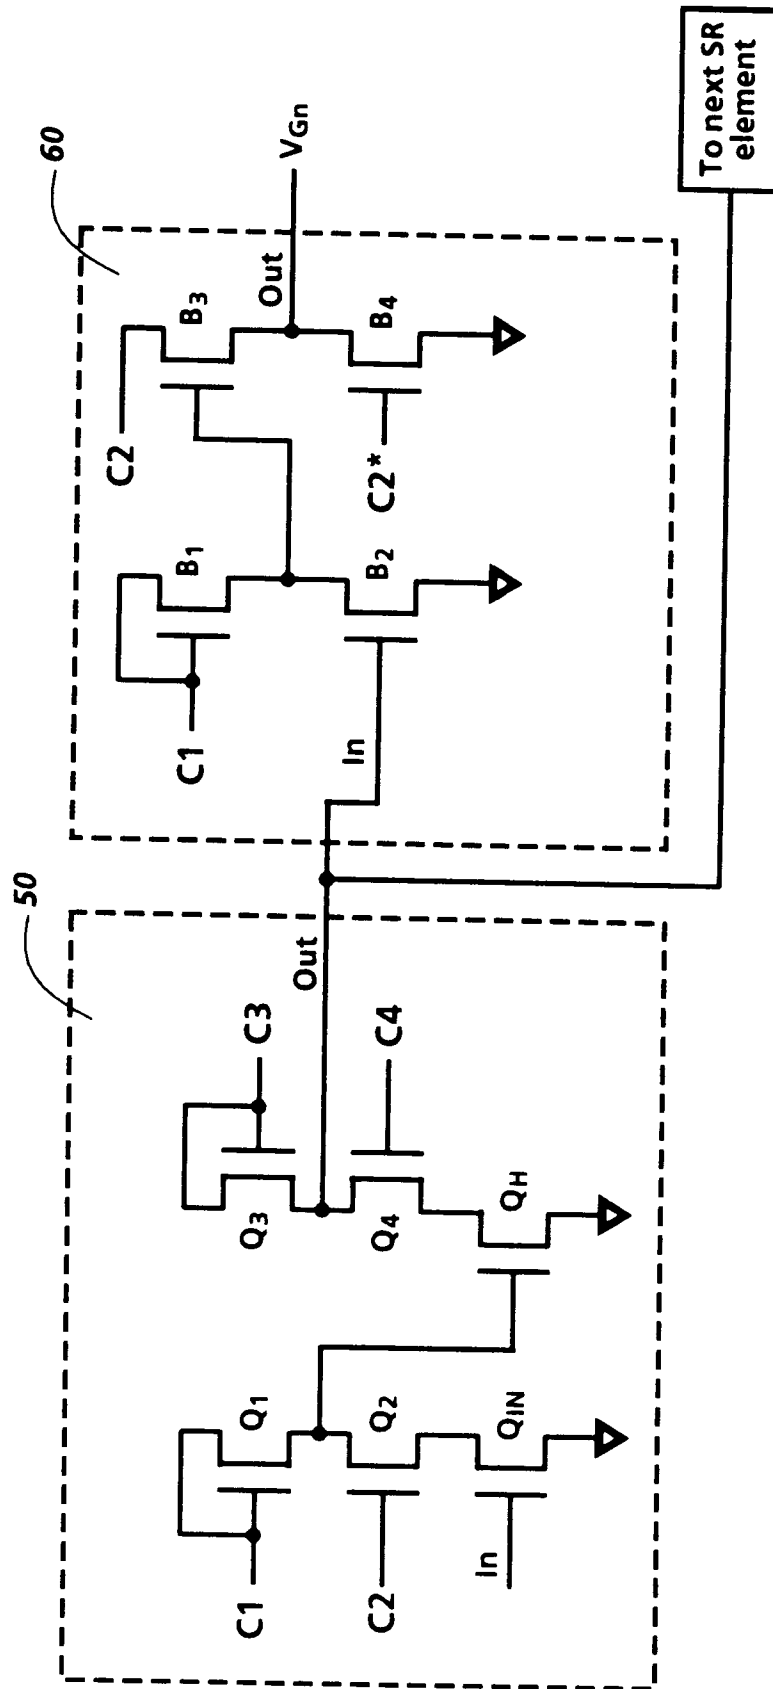 50
60
C1
Q1
C2
Q2
In
QIN
Q3
C3
Q4
C4
QH
Out
In
C1
B1
B2
C2
B3
C2*
B4
Out
VGn
To next SR
element